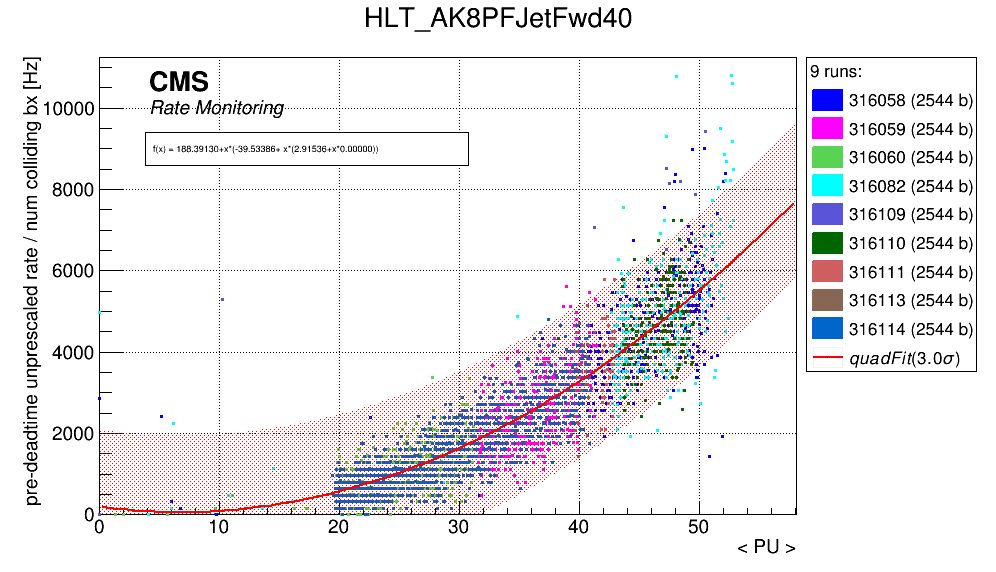 HLT_AK8PFJetFwd40
pre-deadtime unprescaled rate / num colliding bx [Hz]
CMS
Rate Monitoring
f(x) = 188.39130+x*(-39.53386+ x*(2.91536+x*0.00000))
10000
8000
6000
4000
2000
0
0 10 20 30 40 50
< PU >
9 runs:
316058 (2544 b)
316059 (2544 b)
316060 (2544 b)
316082 (2544 b)
316109 (2544 b)
316110 (2544 b)
316111 (2544 b)
316113 (2544 b)
316114 (2544 b)
quadFit(3.0σ)